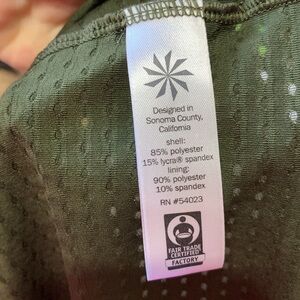 Designed in
Sonoma County,
California
shell:
85% polyester
15% lycra® spandex
lining:
90% polyester
10% spandex
RN #54023
FAIR TRADE
CERTIFIED
FACTORY